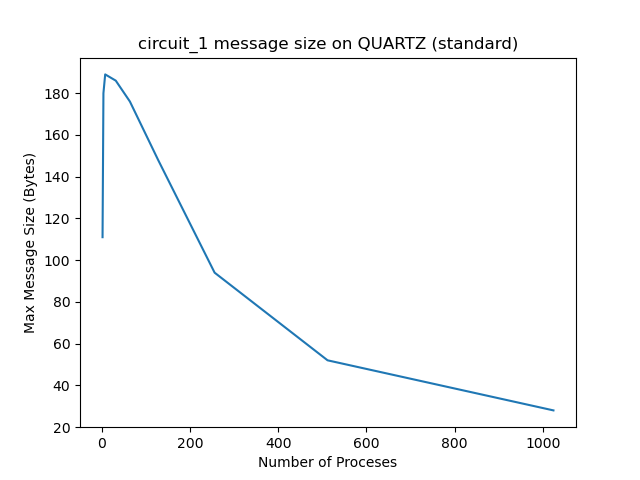 circuit_1 message size on QUARTZ (standard)
Max Message Size (Bytes)
180
160
140
120
100
80
60
40
20
0 200 400 600 800 1000
Number of Proceses